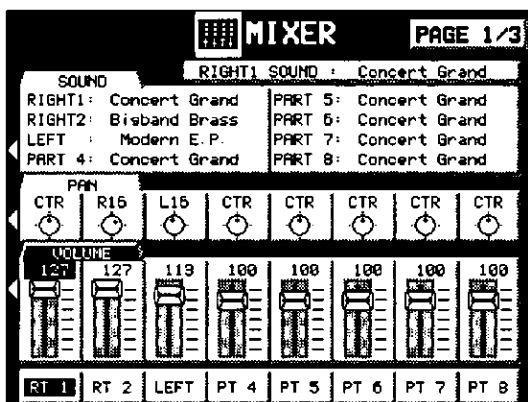 MIXER PAGE 1/3
RIGHT1 SOUND : Concert Grand
SOUND
RIGHT1: Concert Grand PART 5: Concert Grand
RIGHT2: Bigband Brass PART 6: Concert Grand
LEFT : Modern E.P. PART 7: Concert Grand
PART 4: Concert Grand PART 8: Concert Grand
PAN
CTR R16 L16 CTR CTR CTR CTR CTR
VOLUME
127 127 113 100 100 100 100 100
RT 1 RT 2 LEFT PT 4 PT 5 PT 6 PT 7 PT 8